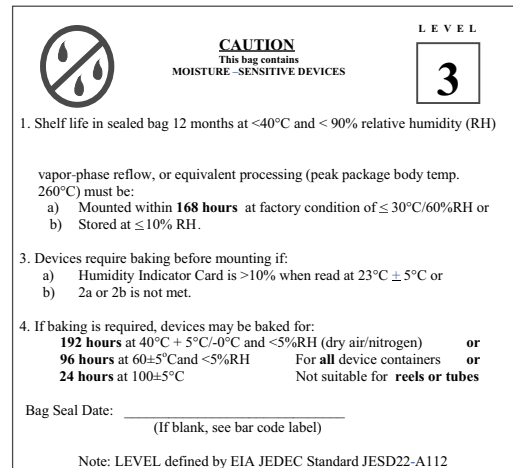 LEVEL
CAUTION
This bag contains
MOISTURE –SENSITIVE DEVICES
3
1. Shelf life in sealed bag 12 months at <40°C and < 90% relative humidity (RH)
vapor-phase reflow, or equivalent processing (peak package body temp.
260°C) must be:
a) Mounted within 168 hours at factory condition of ≤ 30°C/60%RH or
b) Stored at ≤10% RH.
3. Devices require baking before mounting if:
a) Humidity Indicator Card is >10% when read at 23°C ± 5°C or
b) 2a or 2b is not met.
4. If baking is required, devices may be baked for:
192 hours at 40°C + 5°C/-0°C and <5%RH (dry air/nitrogen) or
96 hours at 60±5°Cand <5%RH For all device containers or
24 hours at 100±5°C Not suitable for reels or tubes
Bag Seal Date: ______________________________
(If blank, see bar code label)
Note: LEVEL defined by EIA JEDEC Standard JESD22-A112